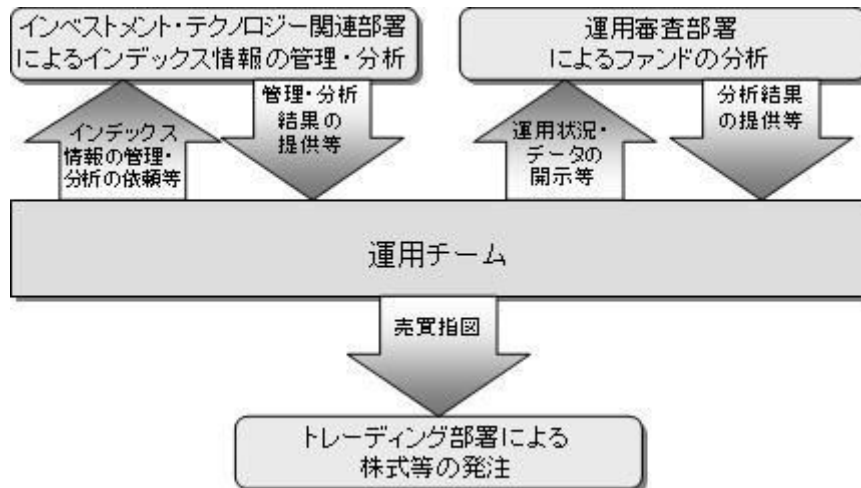 インベストメント・テクノロジー関連部署
によるインデックス情報の管理・分析
運用審査部署
によるファンドの分析
インデックス
情報の管理・
分析の依頼等
管理・分析
結果の
提供等
運用状況・
データの
開示等
分析結果
の提供等
運用チーム
売買指図
トレーディング部署による
株式等の発注